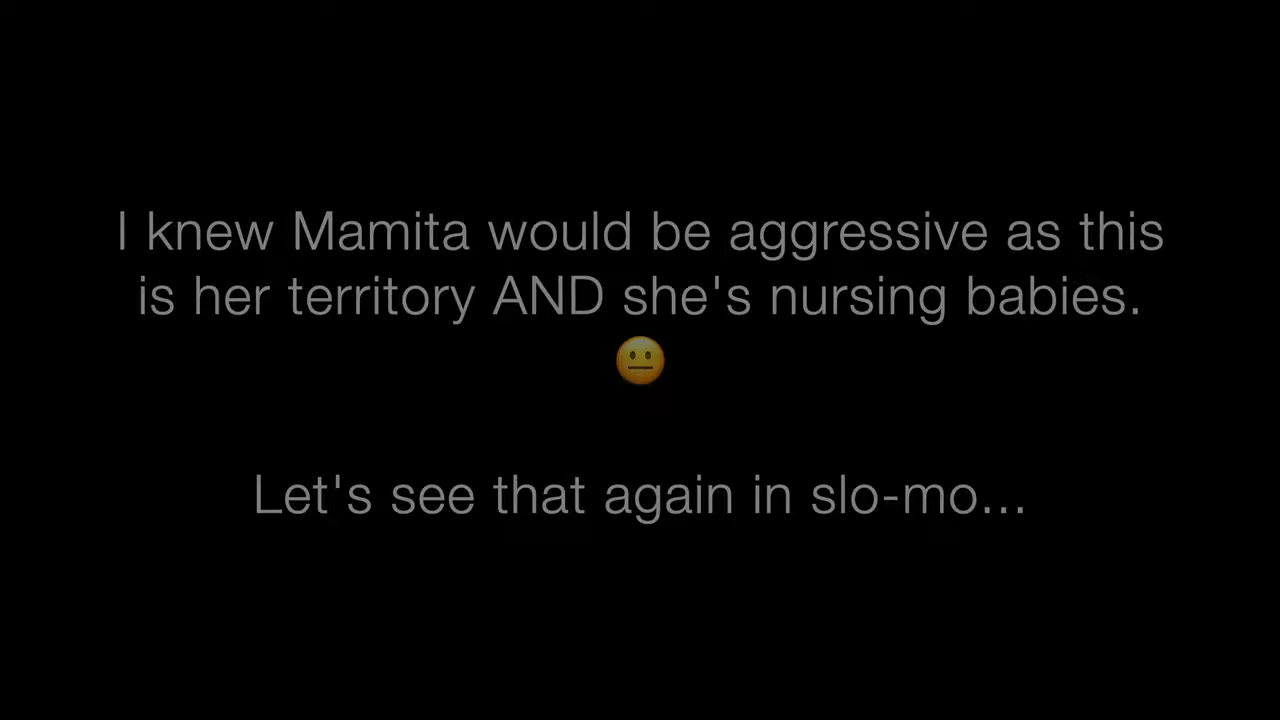 I knew Mamita would be aggressive as this
is her territory AND she's nursing babies.
😐
Let's see that again in slo-mo...